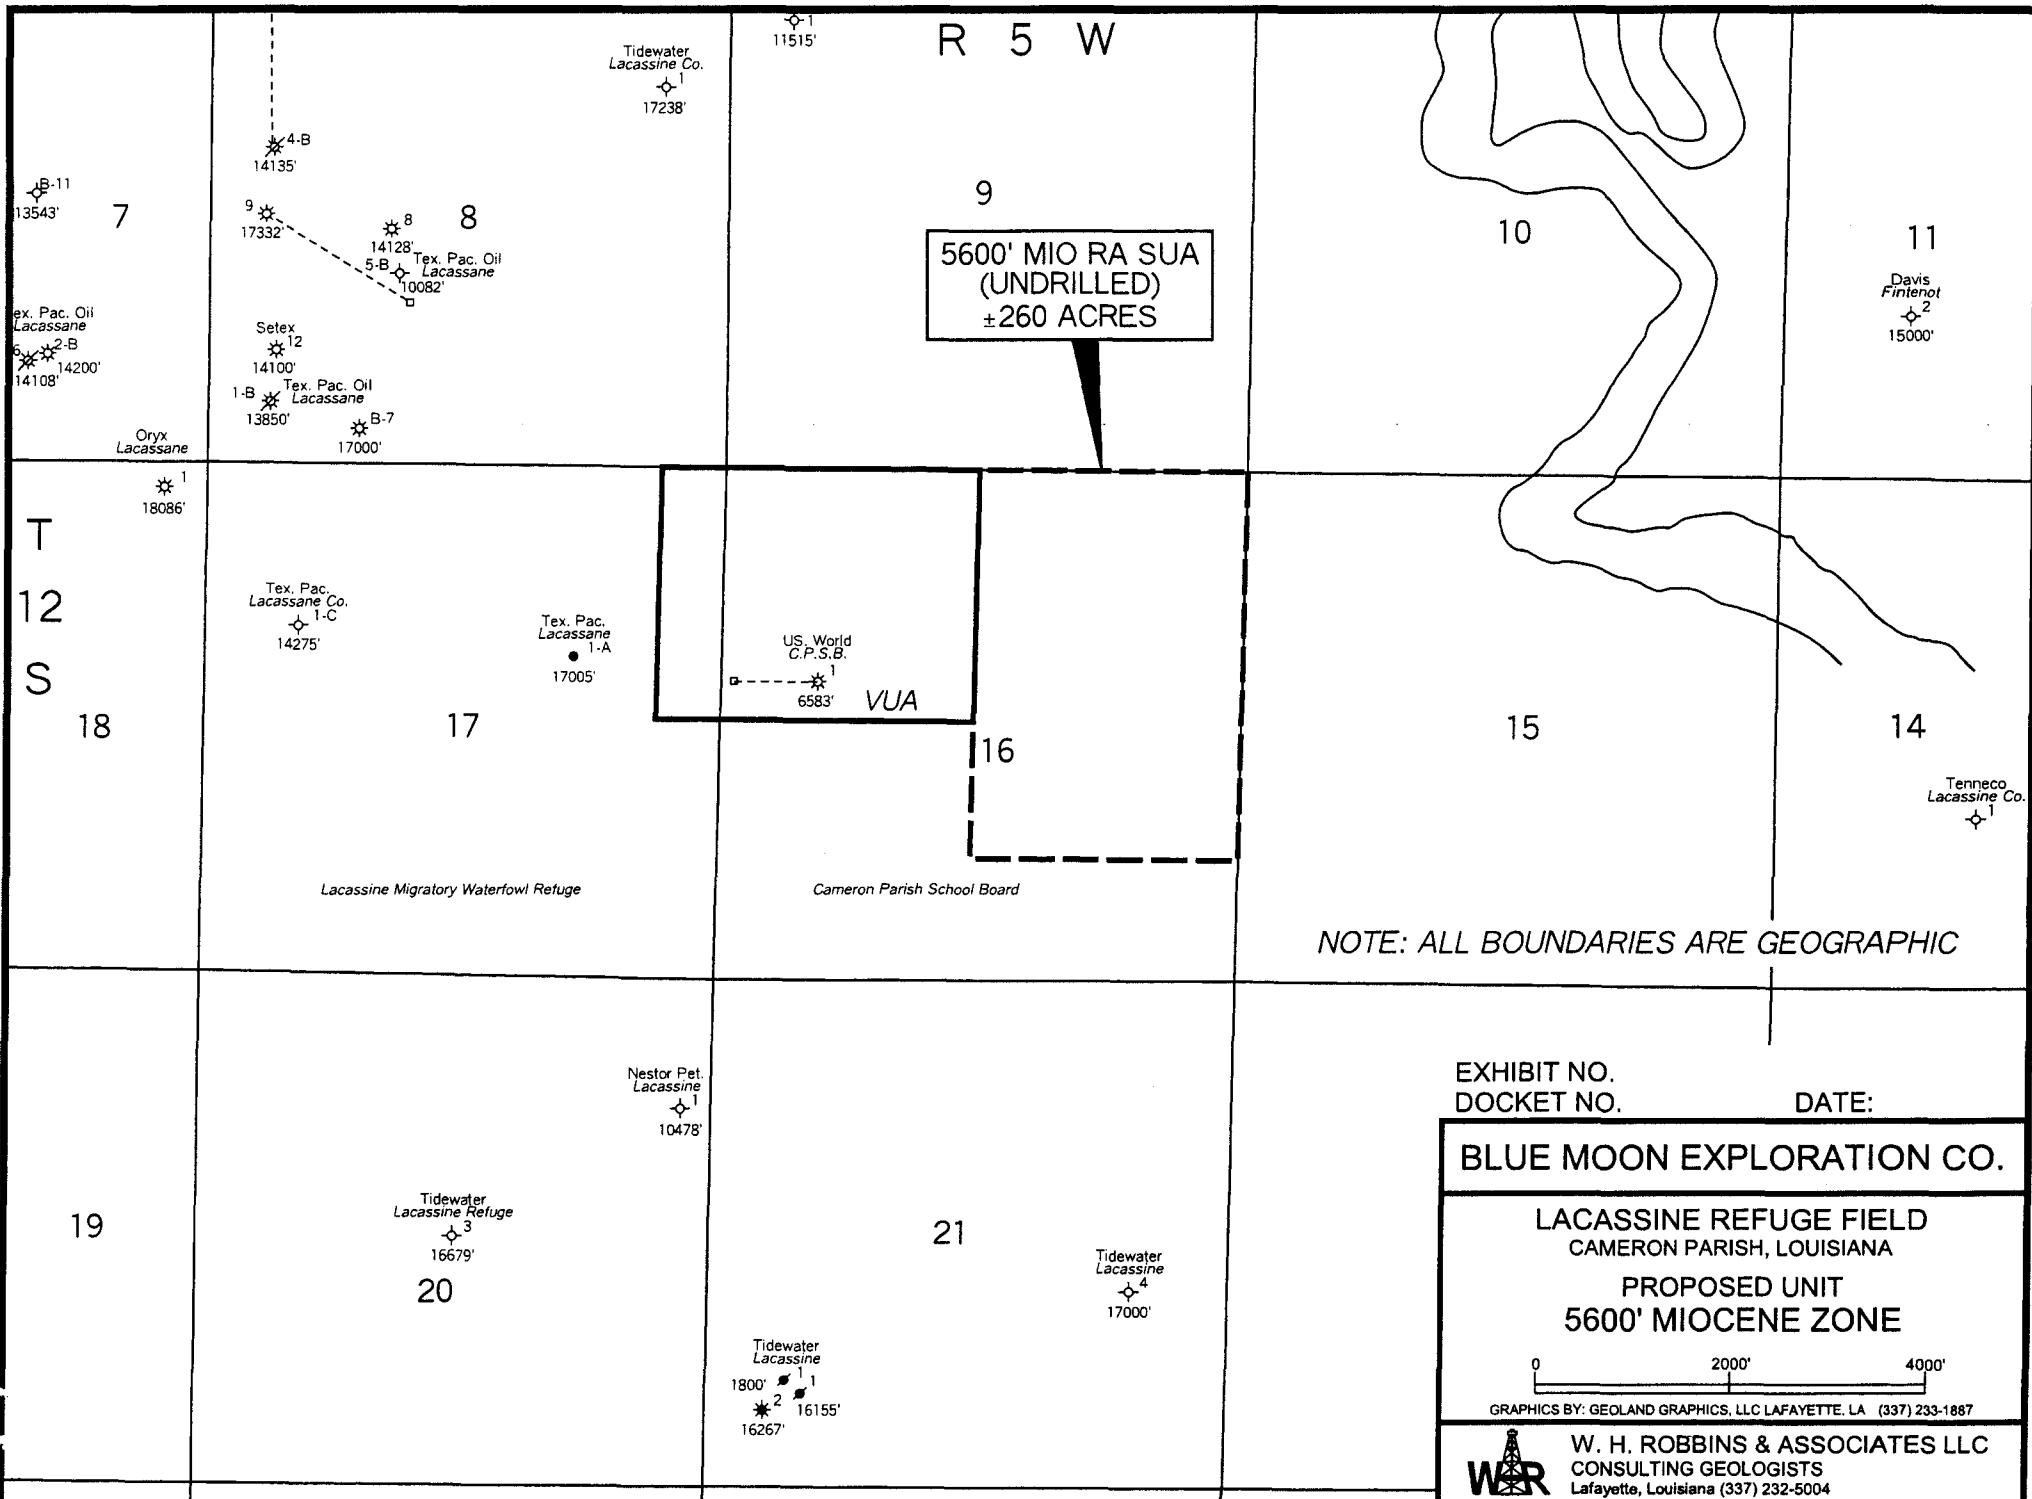 R 5 W
1
11515'
Tidewater
Lacassine Co.
1
17238'
4-B
14135'
B-11
13543'
7
9
17332'
8
14128'
8
5-B
Tex. Pac. Oil
Lacassane
10082'
9
5600' MIO RA SUA
(UNDRILLED)
±260 ACRES
10
11
Davis
Fintenot
2
15000'
ex. Pac. Oil
Lacassane
6
2-B
14200'
14108'
Setex
12
14100'
1-B
Tex. Pac. Oil
Lacassane
13850'
B-7
17000'
Oryx
Lacassane
1
18086'
T
12
S
Tex. Pac.
Lacassane Co.
1-C
14275'
Tex. Pac.
Lacassane
1-A
17005'
US. World
C.P.S.B.
1
6583'
VUA
18
17
16
15
14
Tenneco
Lacassine Co.
1
Lacassine Migratory Waterfowl Refuge
Cameron Parish School Board
NOTE: ALL BOUNDARIES ARE GEOGRAPHIC
Nestor Pet.
Lacassine
1
10478'
19
Tidewater
Lacassine Refuge
3
16679'
20
21
Tidewater
Lacassine
4
17000'
Tidewater
Lacassine
1
1800'
1
16155'
2
16267'
EXHIBIT NO.
DOCKET NO. DATE:
BLUE MOON EXPLORATION CO.
LACASSINE REFUGE FIELD
CAMERON PARISH, LOUISIANA
PROPOSED UNIT
5600' MIOCENE ZONE
0 2000' 4000'
GRAPHICS BY: GEOLAND GRAPHICS, LLC LAFAYETTE, LA (337) 233-1887
WR
W. H. ROBBINS & ASSOCIATES LLC
CONSULTING GEOLOGISTS
Lafayette, Louisiana (337) 232-5004